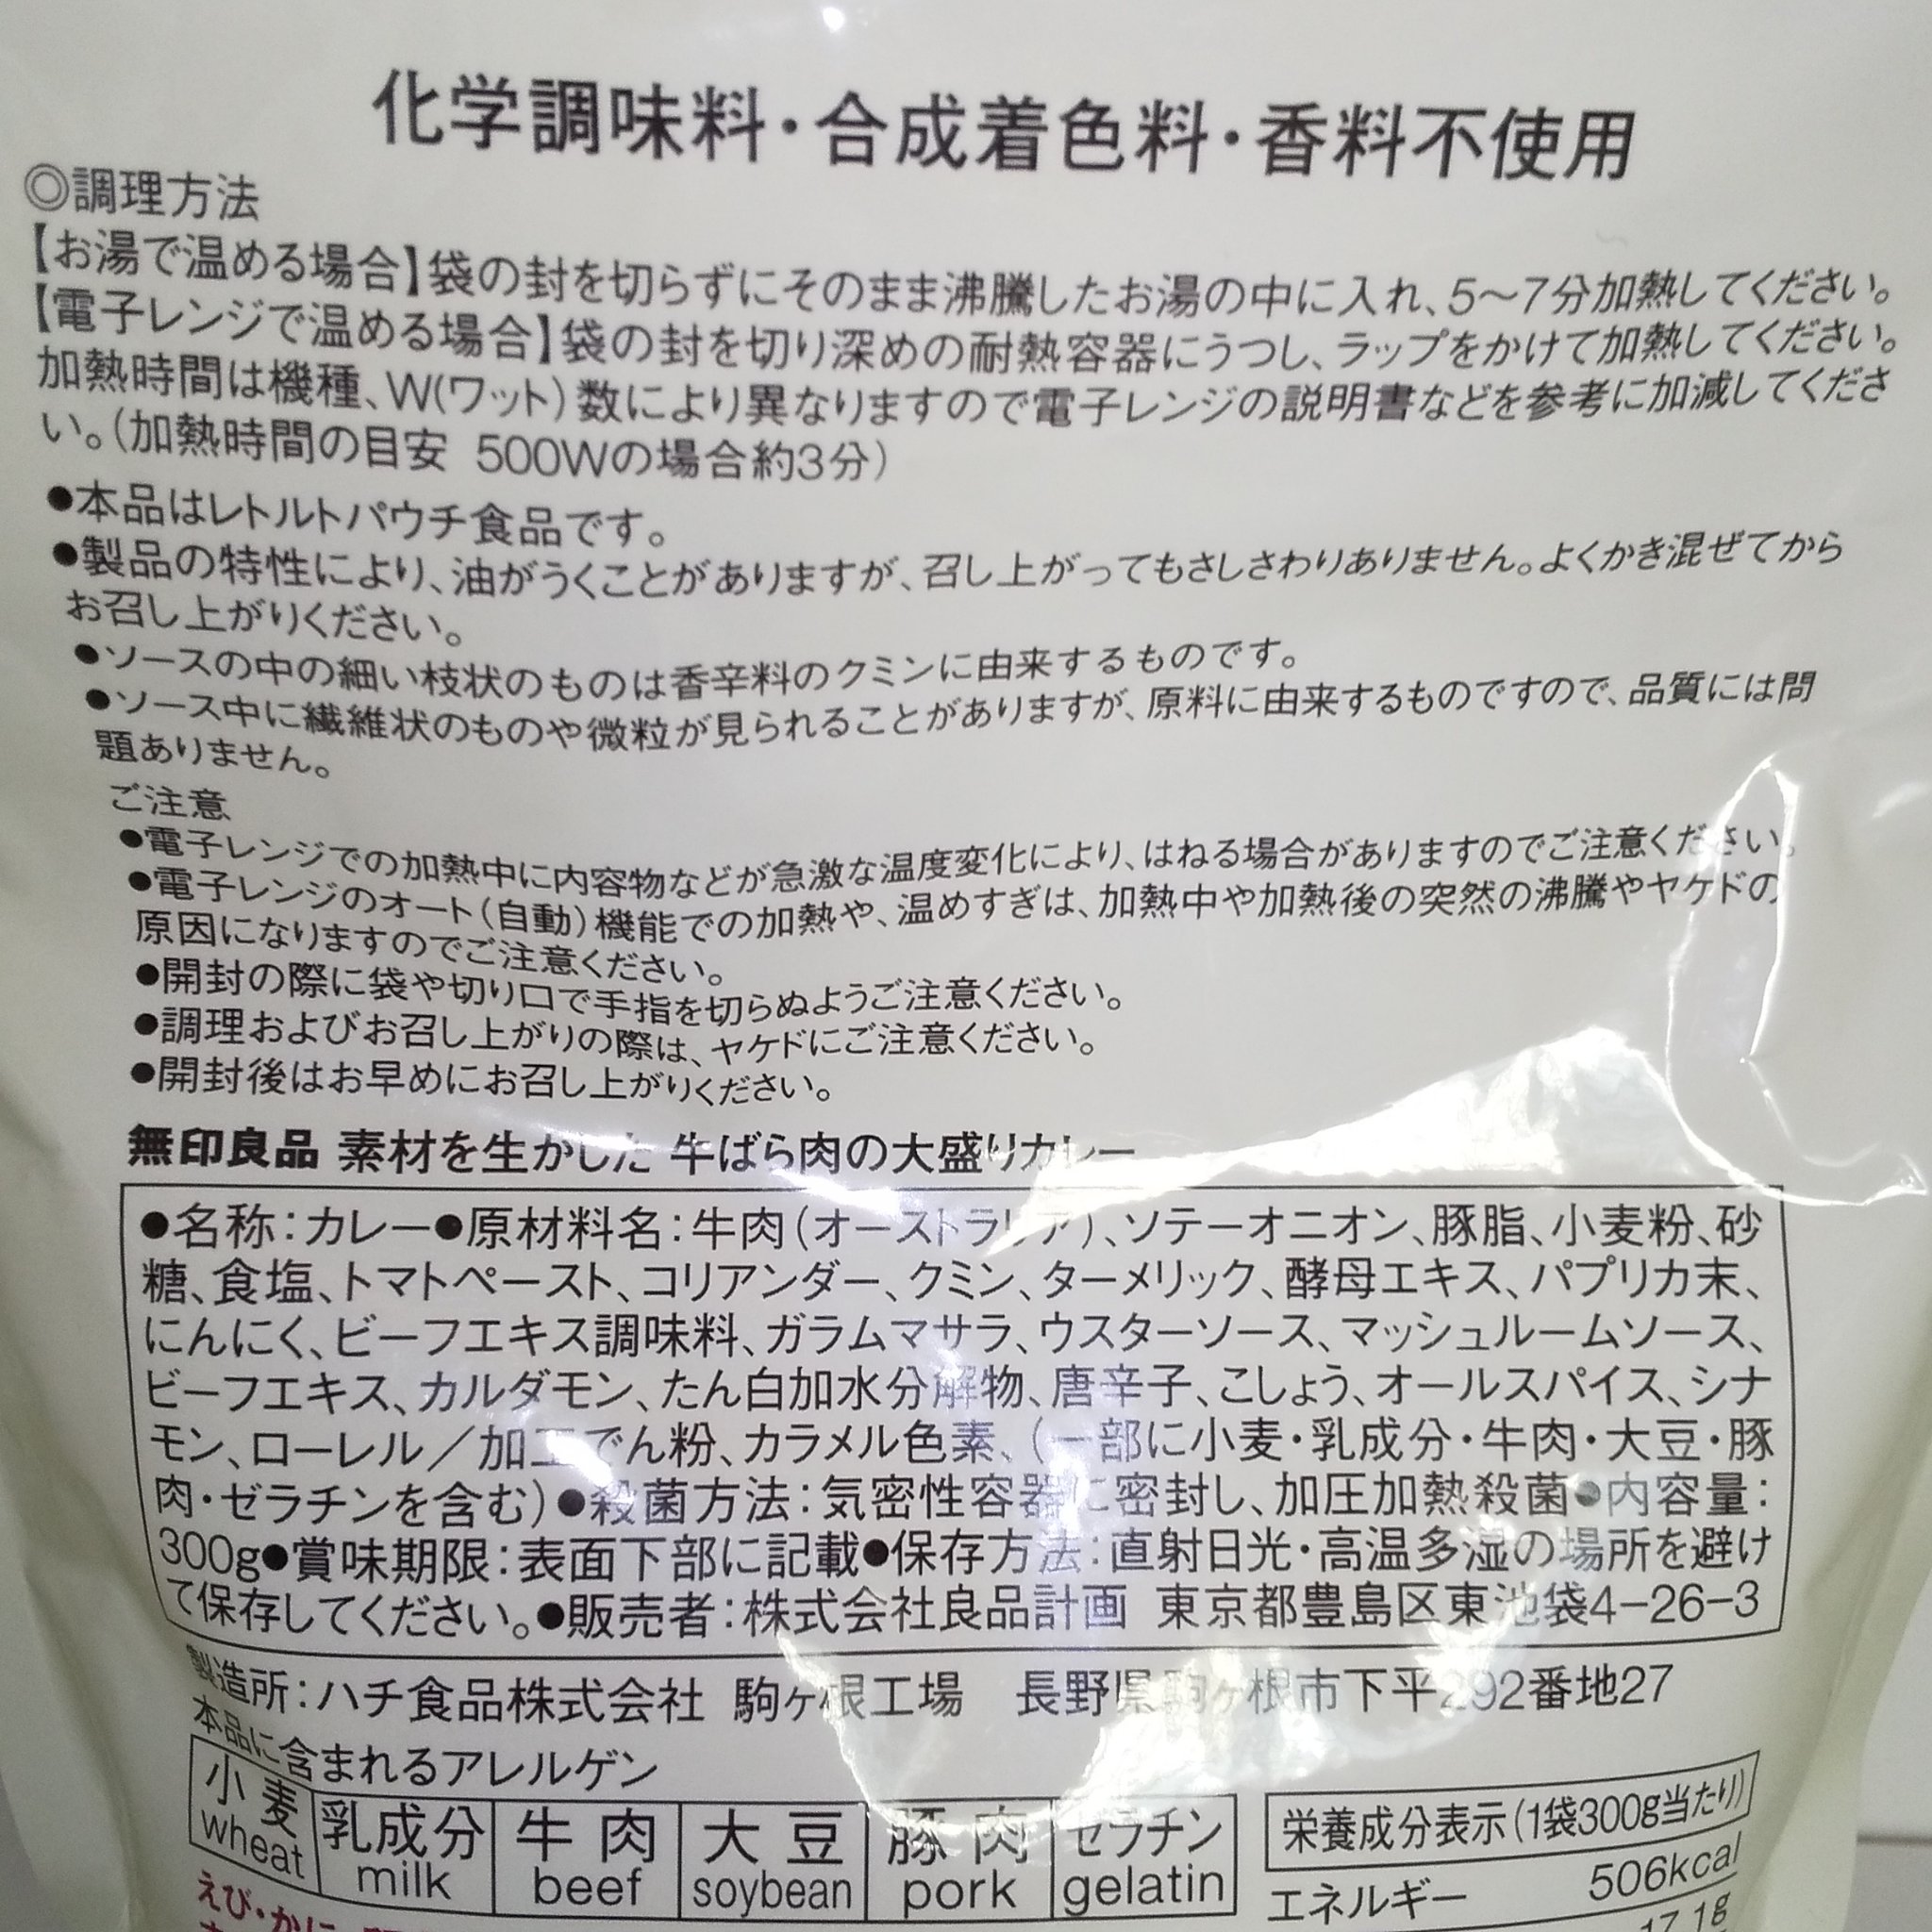 化学調味料・合成着色料・香料不使用
◎調理方法
【お湯で温める場合】袋の封を切らずにそのまま沸騰したお湯の中に入れ、5〜7分加熱してください。
【電子レンジで温める場合】袋の封を切り深めの耐熱容器にうつし、ラップをかけて加熱してください。
加熱時間は機種、W(ワット)数により異なりますので電子レンジの説明書などを参考に加減してくださ
い。(加熱時間の目安 500Wの場合約3分)
●本品はレトルトパウチ食品です。
●製品の特性により、油がうくことがありますが、召し上がってもさしさわりありません。よくかき混ぜてから
お召し上がりください。
●ソースの中の細い枝状のものは香辛料のクミンに由来するものです。
●ソース中に繊維状のものや微粒が見られることがありますが、原料に由来するものですので、品質には問
題ありません。
ご注意
●電子レンジでの加熱中に内容物などが急激な温度変化により、はねる場合がありますのでご注意ください。
●電子レンジのオート(自動)機能での加熱や、温めすぎは、加熱中や加熱後の突然の沸騰やヤケドの
原因になりますのでご注意ください。
●開封の際に袋や切り口で手指を切らぬようご注意ください。
●調理およびお召し上がりの際は、ヤケドにご注意ください。
●開封後はお早めにお召し上がりください。
無印良品 素材を生かした 牛ばら肉の大盛りカレー
●名称:カレー●原材料名:牛肉(オーストラリア)、ソテーオニオン、豚脂、小麦粉、砂
糖、食塩、トマトペースト、コリアンダー、クミン、ターメリック、酵母エキス、パプリカ末、
にんにく、ビーフエキス調味料、ガラムマサラ、ウスターソース、マッシュルームソース、
ビーフエキス、カルダモン、たん白加水分解物、唐辛子、こしょう、オールスパイス、シナ
モン、ローレル／加工でん粉、カラメル色素、(一部に小麦・乳成分・牛肉・大豆・豚
肉・ゼラチンを含む)●殺菌方法:気密性容器に密封し、加圧加熱殺菌●内容量:
300g●賞味期限:表面下部に記載●保存方法:直射日光・高温多湿の場所を避け
て保存してください。●販売者:株式会社良品計画 東京都豊島区東池袋4-26-3
製造所:ハチ食品株式会社 駒ヶ根工場 長野県駒ヶ根市下平292番地27
本品に含まれるアレルゲン
小麦 乳成分 牛肉 大豆 豚肉 ゼラチン
wheat milk beef soybean pork gelatin
栄養成分表示(1袋300g当たり)
エネルギー 506kcal
17.1g
えび・かに